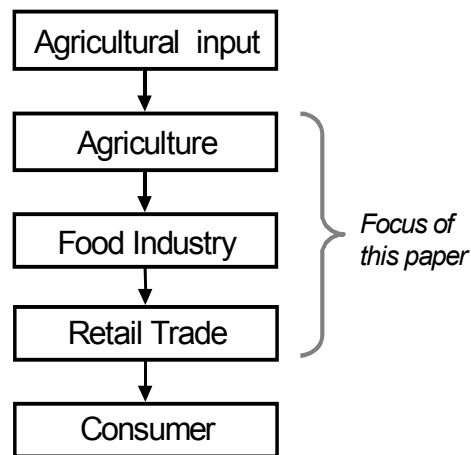 Agricultural input
Agriculture
Food Industry
Retail Trade
Consumer
Focus of
this paper